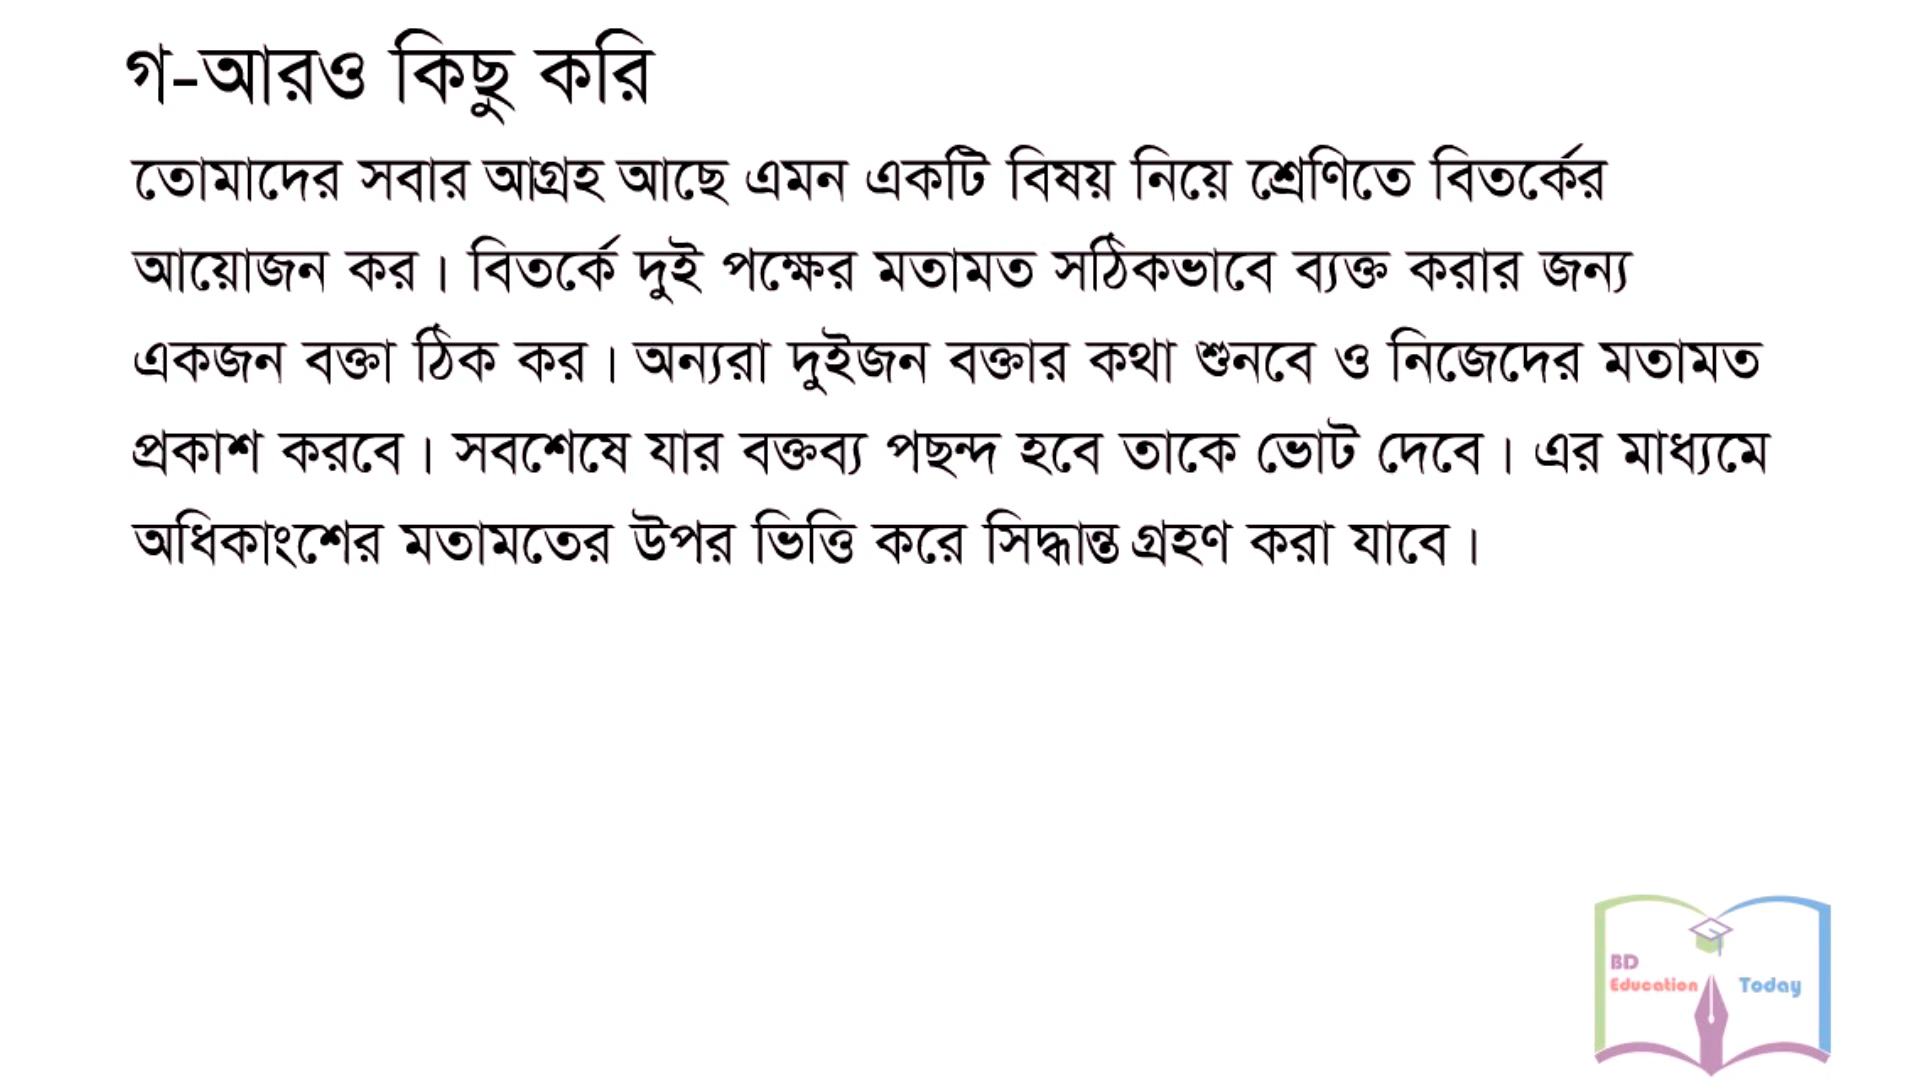 গ-আরও কিছু করি
তোমাদের সবার আগ্রহ আছে এমন একটি বিষয় নিয়ে শ্রেণিতে বিতর্কের
আয়োজন কর। বিতর্কে দুই পক্ষের মতামত সঠিকভাবে ব্যক্ত করার জন্য
একজন বক্তা ঠিক কর। অন্যরা দুইজন বক্তার কথা শুনবে ও নিজেদের মতামত
প্রকাশ করবে। সবশেষে যার বক্তব্য পছন্দ হবে তাকে ভোট দেবে। এর মাধ্যমে
অধিকাংশের মতামতের উপর ভিত্তি করে সিদ্ধান্ত গ্রহণ করা যাবে।
BD
Education Today